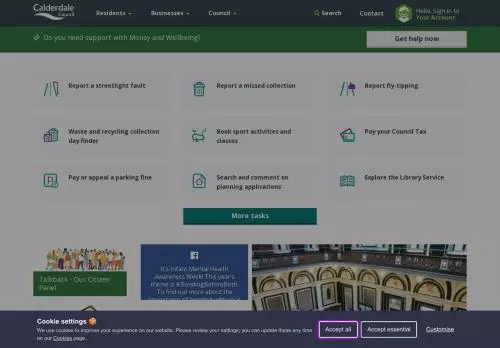 Calderdale
Council
Residents
Businesses
Council
Search
Contact
Hello, sign in to
Your Account
Do you need support with Money and Wellbeing?
Get help now
Report a streetlight fault
Report a missed collection
Report fly-tipping
Waste and recycling collection
day finder
Book sport activities and
classes
Pay your Council Tax
Pay or appeal a parking fine
Search and comment on
planning applications
Explore the Library Service
More tasks
Talkback - Our Citizen
Panel
It's Infant Mental Health
Awareness Week! This year's
theme is #BondingBeforeBirth.
To find out more about the
Cookie settings
We use cookies to improve your experience on our website. Please review your settings; you can update these any time
on our Cookies page.
Accept all
Accept essential
Customise